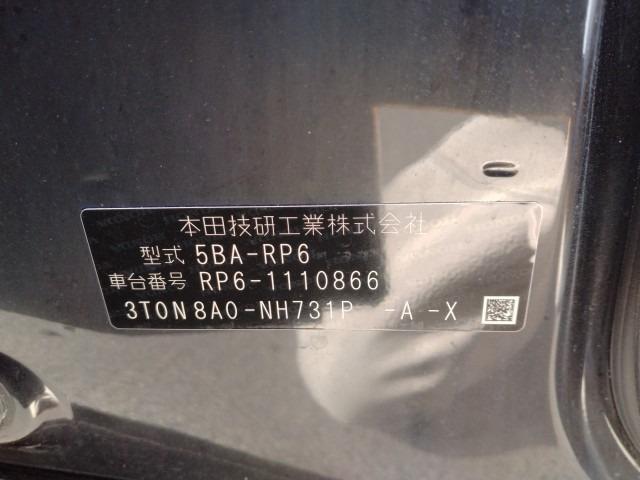 本田技研工業株式会社
型式 5BA-RP6
車台番号 RP6-1110866
3T0N8A0-NH731P -A -X